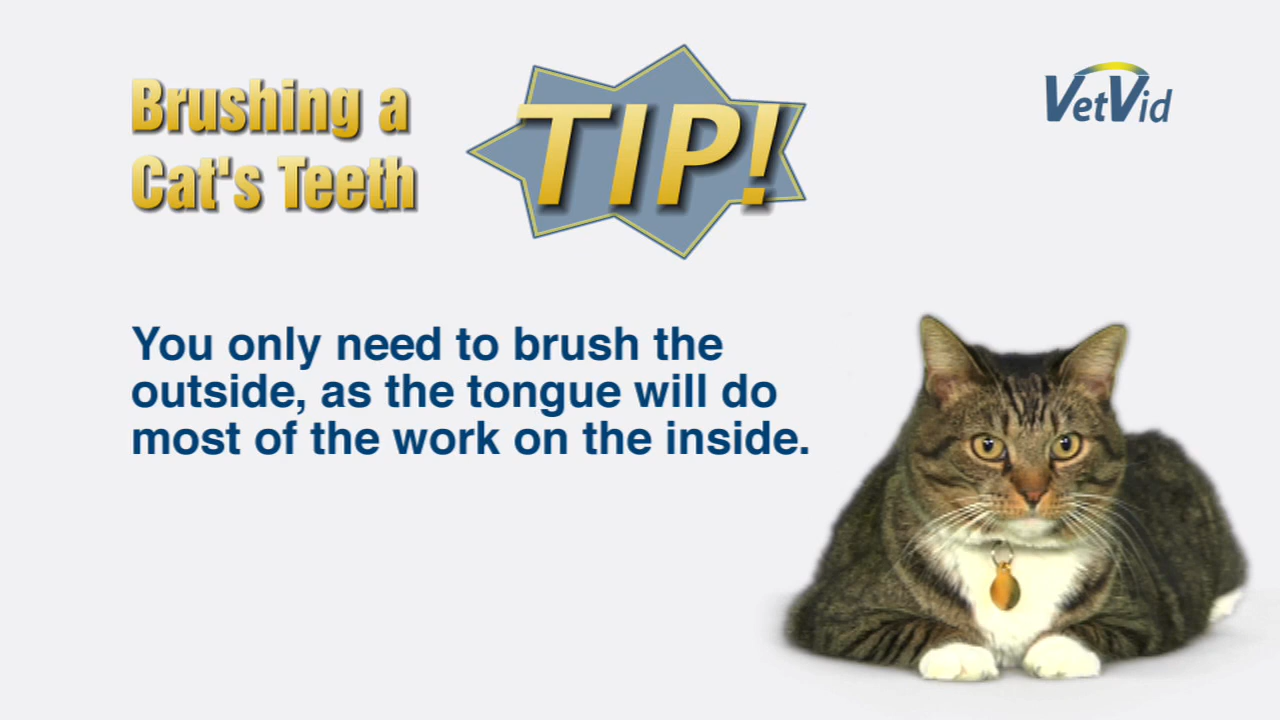 Brushing a
Cat's Teeth
TIP!
VetVid
You only need to brush the
outside, as the tongue will do
most of the work on the inside.